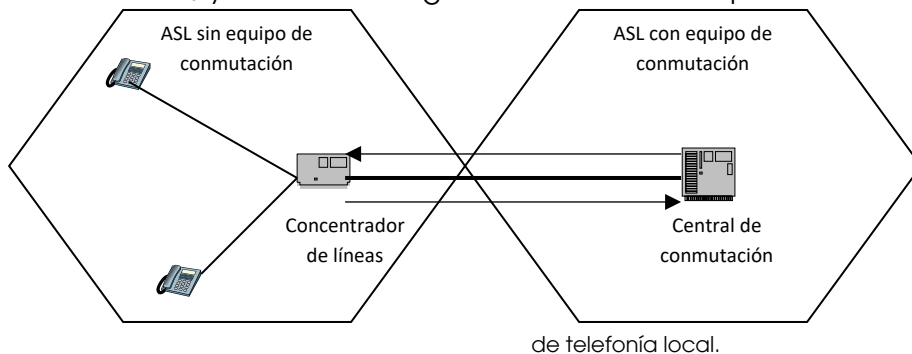 ASL sin equipo de
conmutación
ASL con equipo de
conmutación
Concentrador
de líneas
Central de
conmutación
de telefonía local.